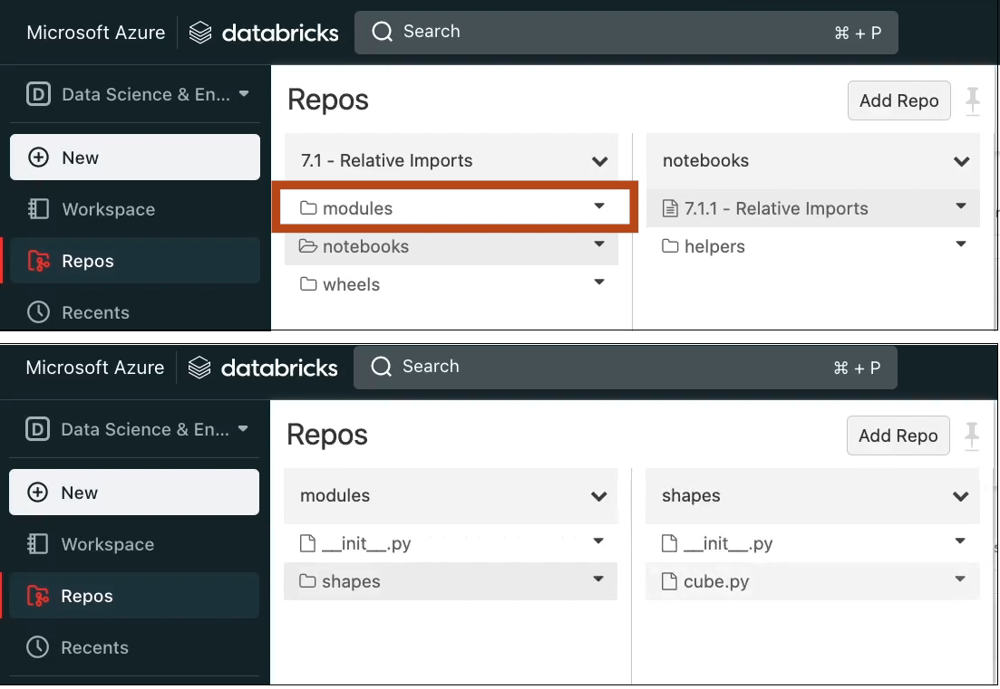 Microsoft Azure databricks Search ⌘ + P
Data Science & En...
Repos
Add Repo
New
7.1 - Relative Imports
notebooks
modules
7.1.1 - Relative Imports
Workspace
notebooks
helpers
Repos
wheels
Recents
Microsoft Azure databricks Search ⌘ + P
D Data Science & En...
Repos
Add Repo
New
modules
shapes
Workspace
__init__.py
__init__.py
shapes
cube.py
Repos
Recents